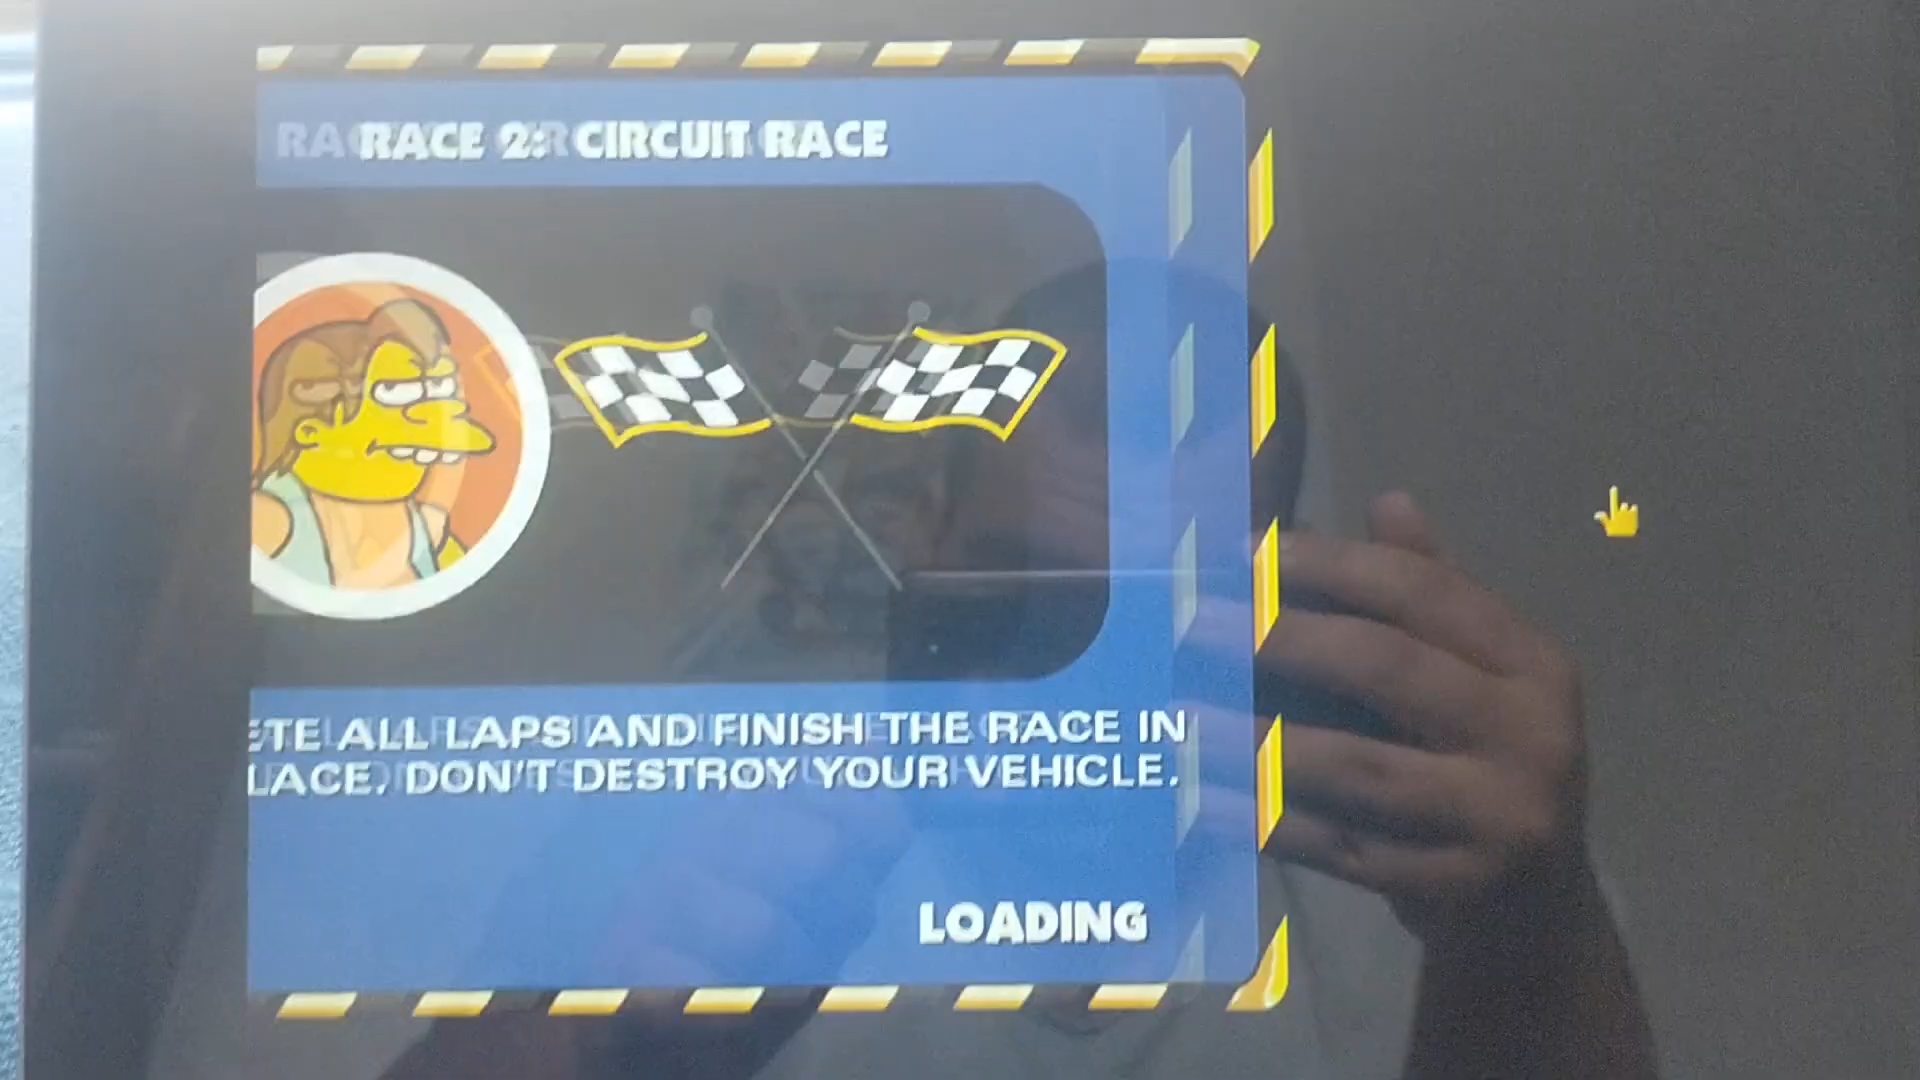 RACE 2: CIRCUIT RACE
ETE ALL LAPS AND FINISH THE RACE IN
LACE. DON'T DESTROY YOUR VEHICLE.
LOADING